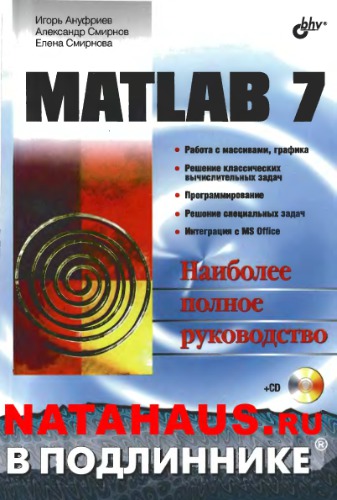 Игорь Ануфриев
Александр Смирнов
Елена Смирнова
bhv®
MATLAB 7
• Работа с массивами, графика
• Решение классических
вычислительных задач
• Программирование
• Решение специальных задач
• Интеграция с MS Office
Наиболее
полное
руководство
+CD
NATAHAUS.RU
В ПОДЛИННИКЕ®